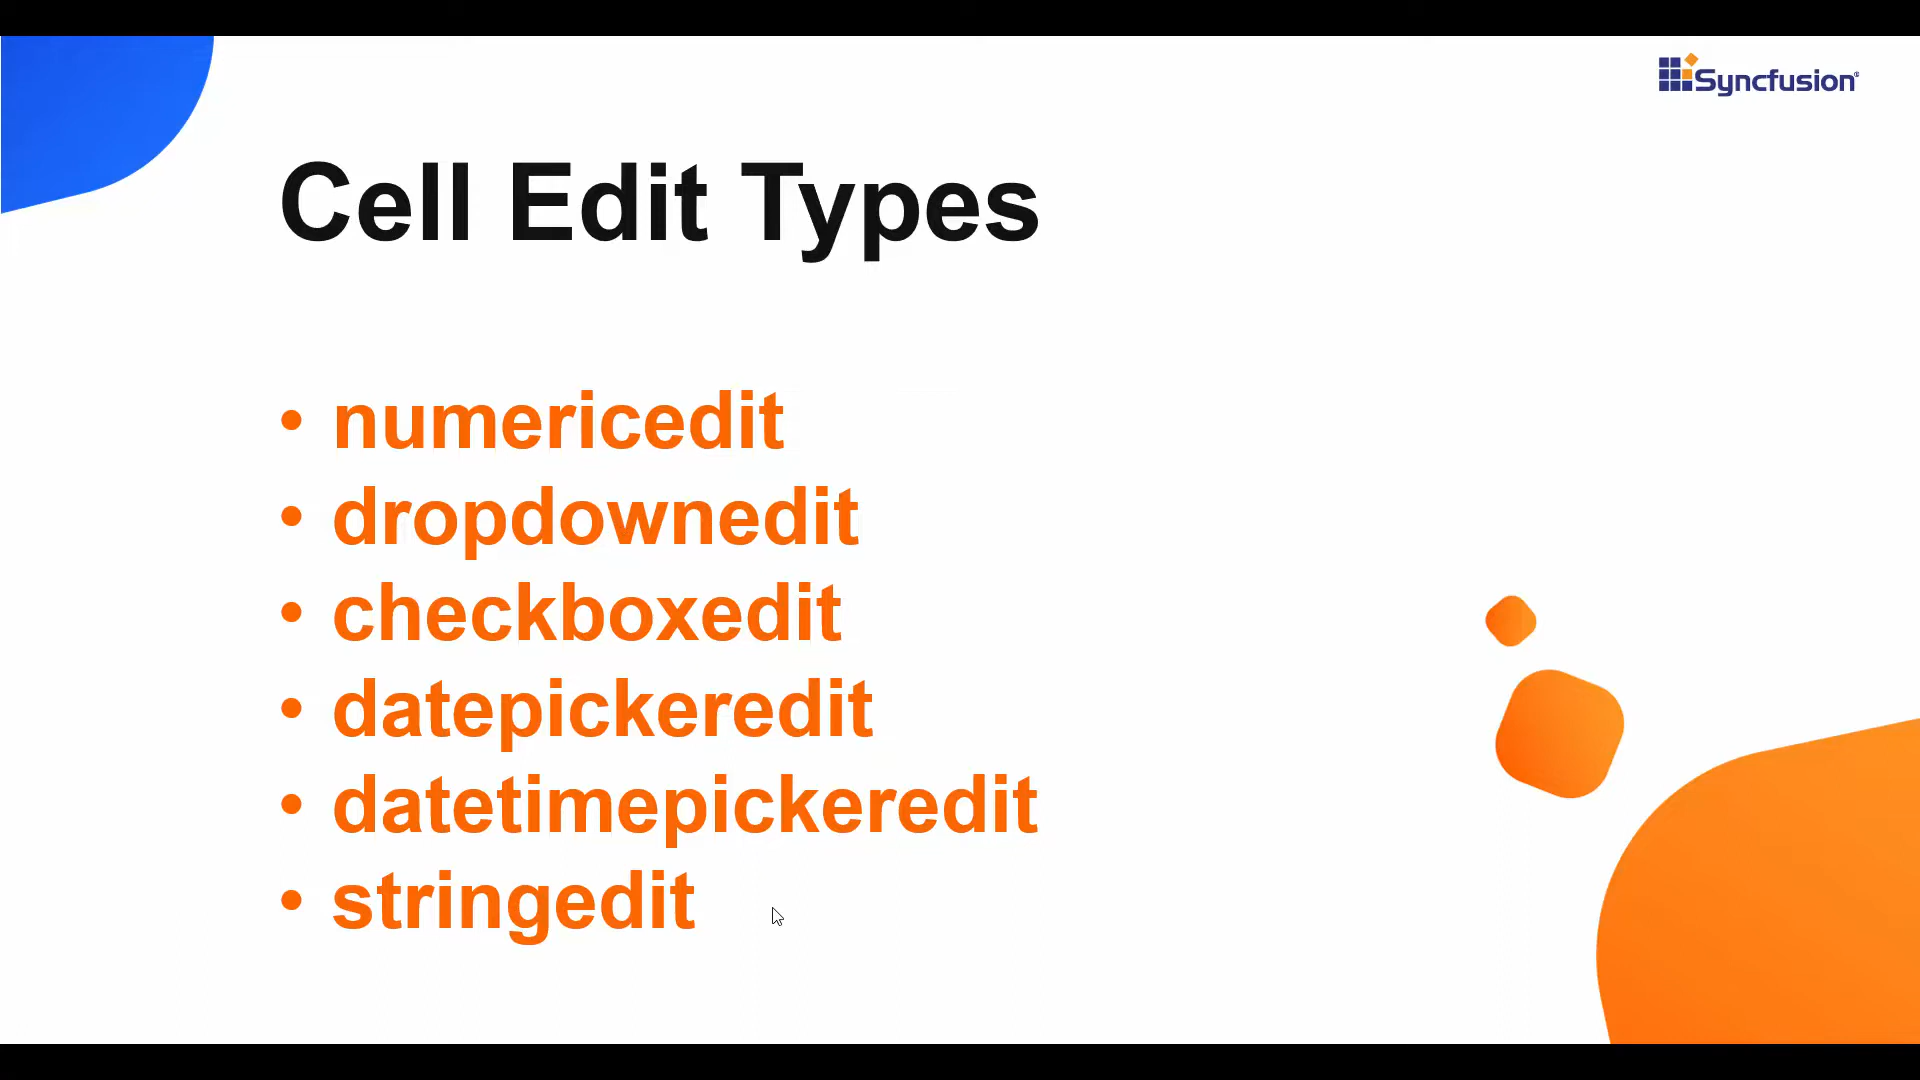 Syncfusion®
Cell Edit Types
• numericedit
• dropdownedit
• checkboxedit
• datepickeredit
• datetimepickeredit
• stringedit